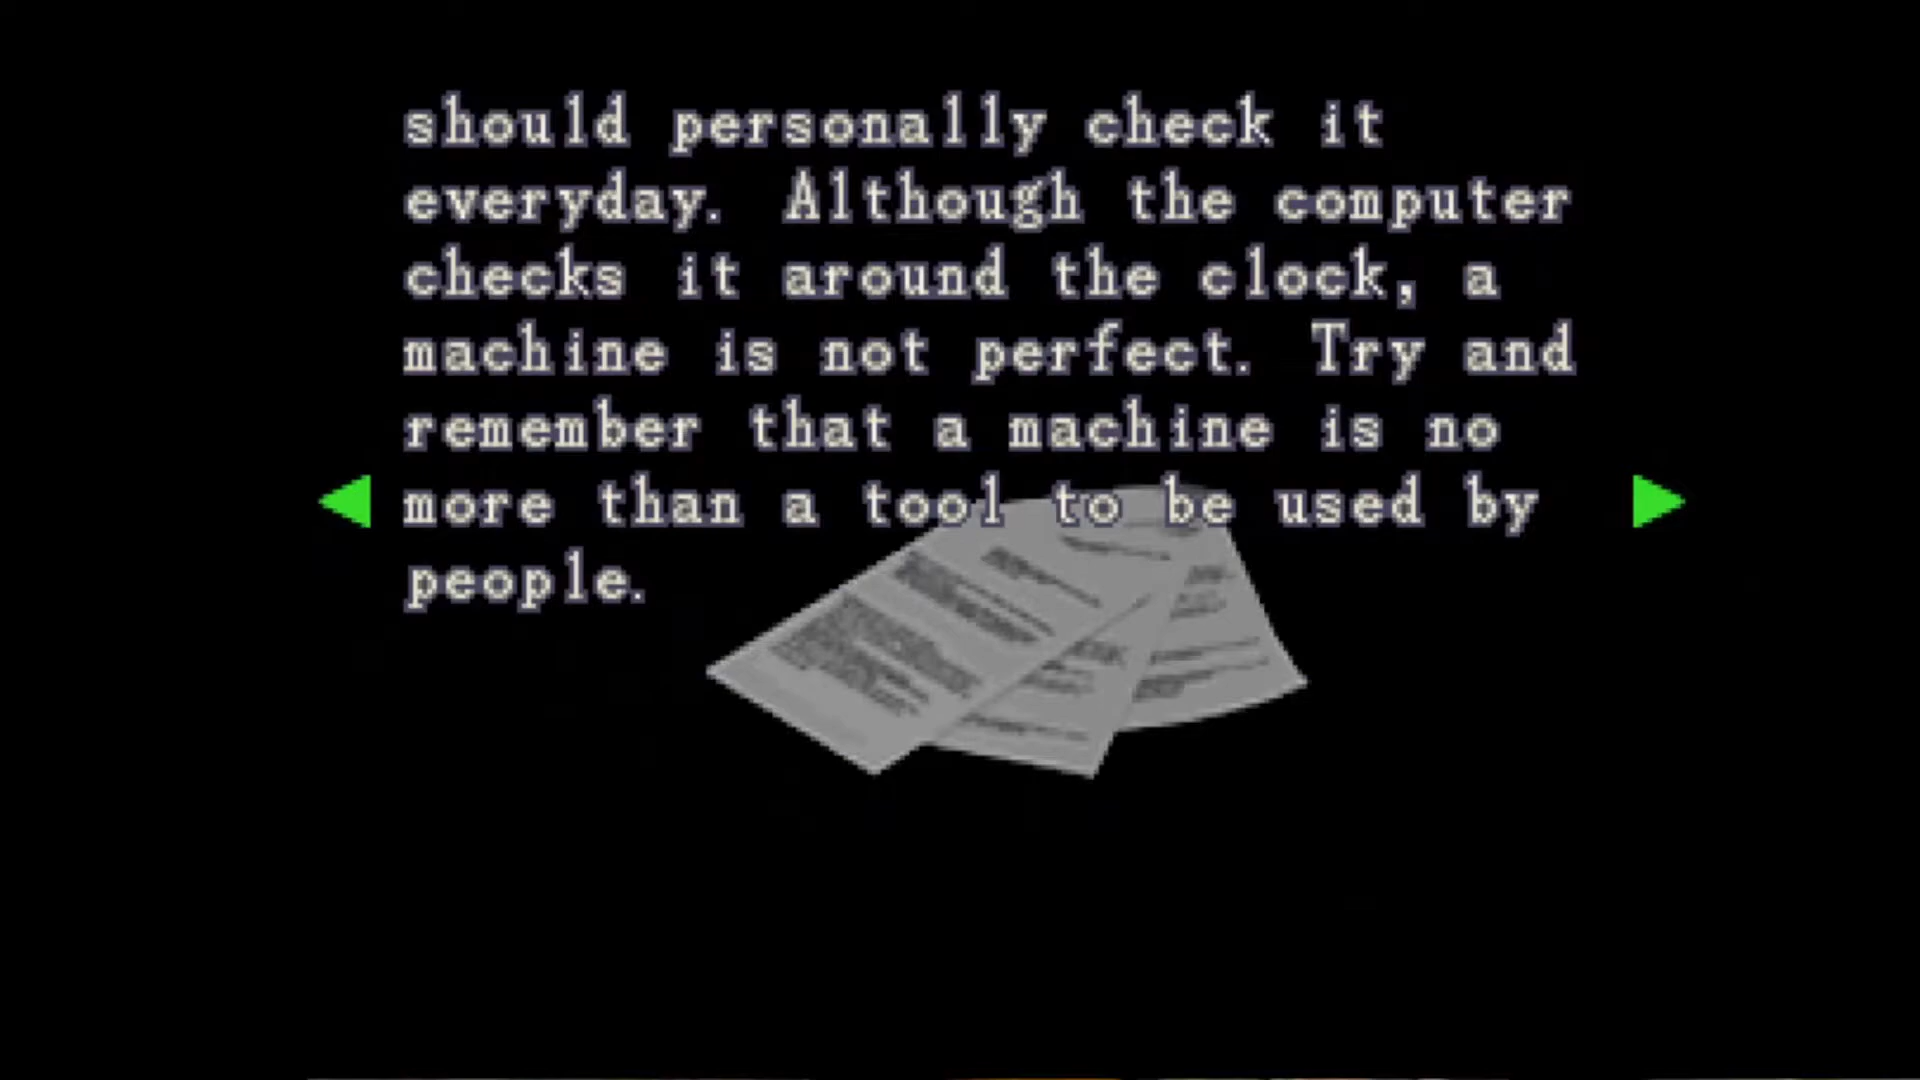 should personally check it
everyday. Although the computer
checks it around the clock, a
machine is not perfect. Try and
remember that a machine is no
more than a tool to be used by
people.